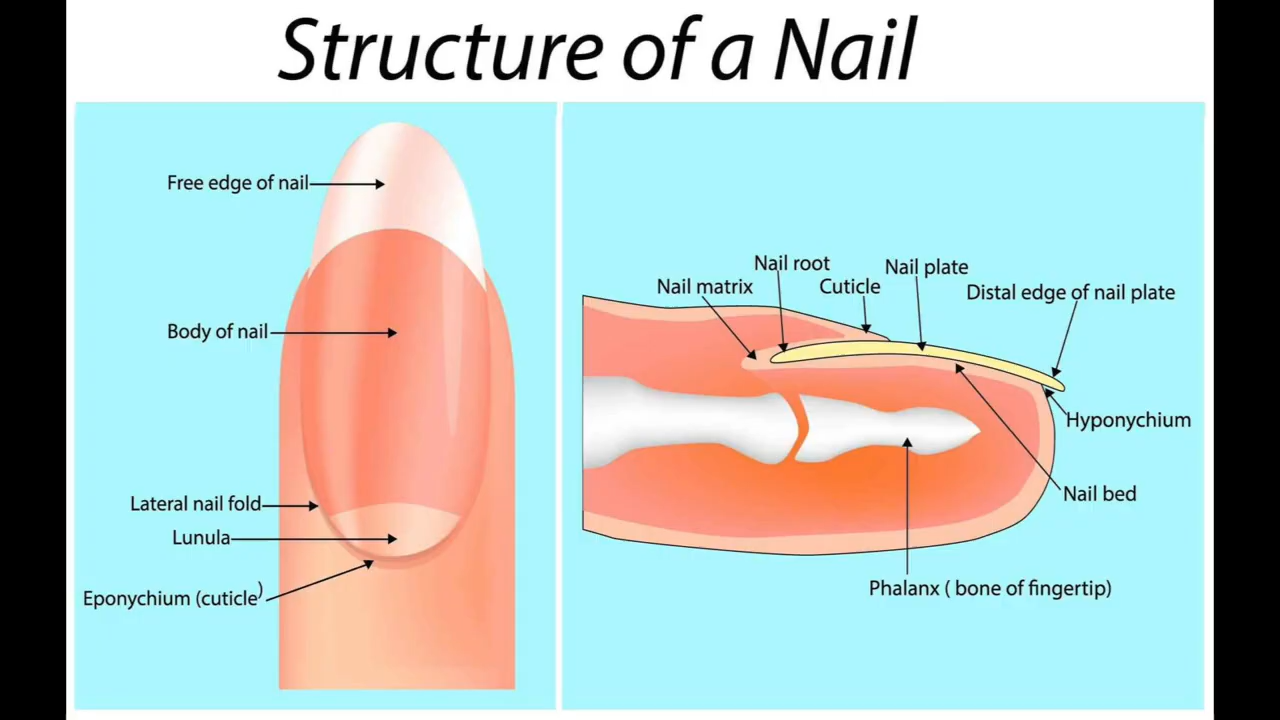 Structure of a Nail
Free edge of nail
Body of nail
Lateral nail fold
Lunula
Eponychium (cuticle)
Nail root
Nail plate
Nail matrix
Cuticle
Distal edge of nail plate
Hyponychium
Nail bed
Phalanx ( bone of fingertip)